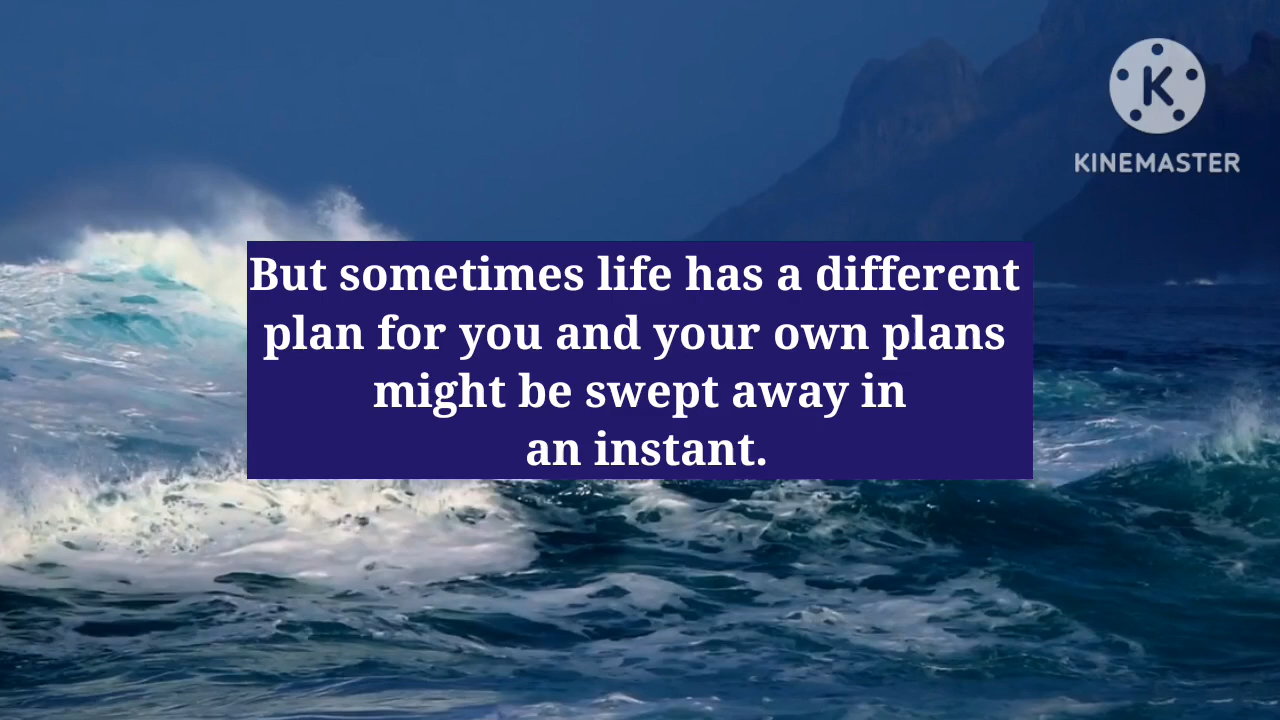 K
KINEMASTER
But sometimes life has a different
plan for you and your own plans
might be swept away in
an instant.